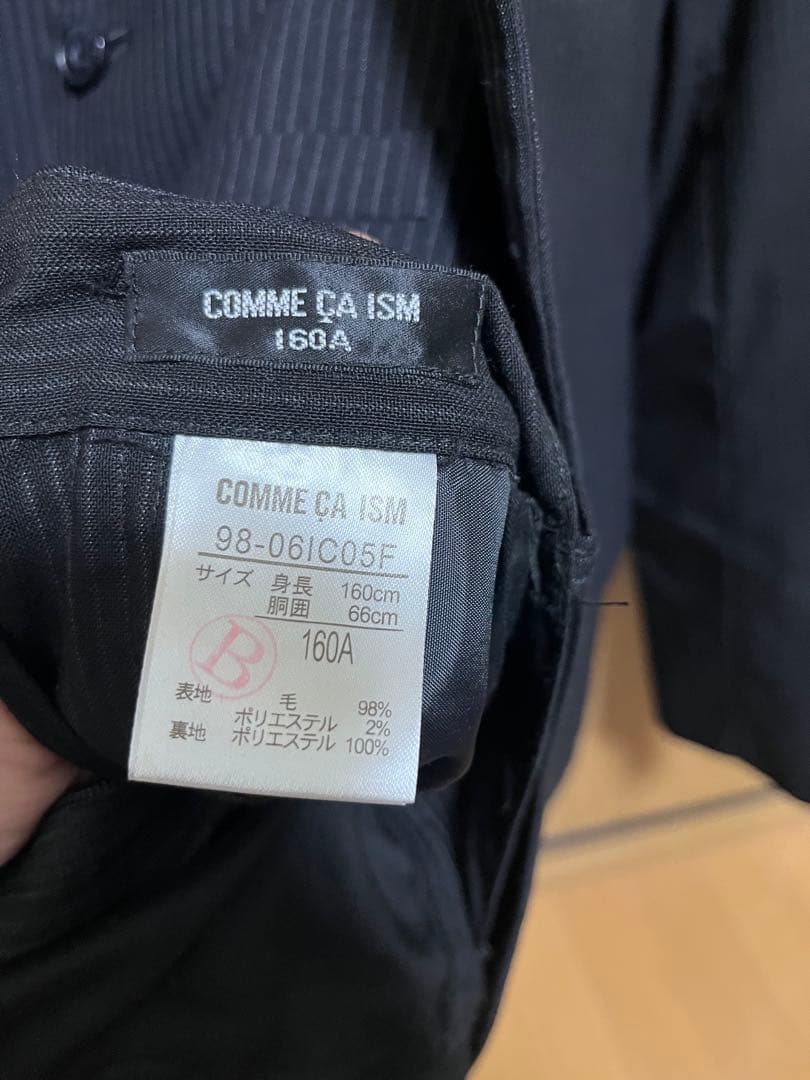 COMME ÇA ISM
160A
COMME ÇA ISM
98-06IC05F
サイズ 身長 160cm
胴囲 66cm
160A
B
表地 毛 98%
ポリエステル 2%
裏地 ポリエステル 100%